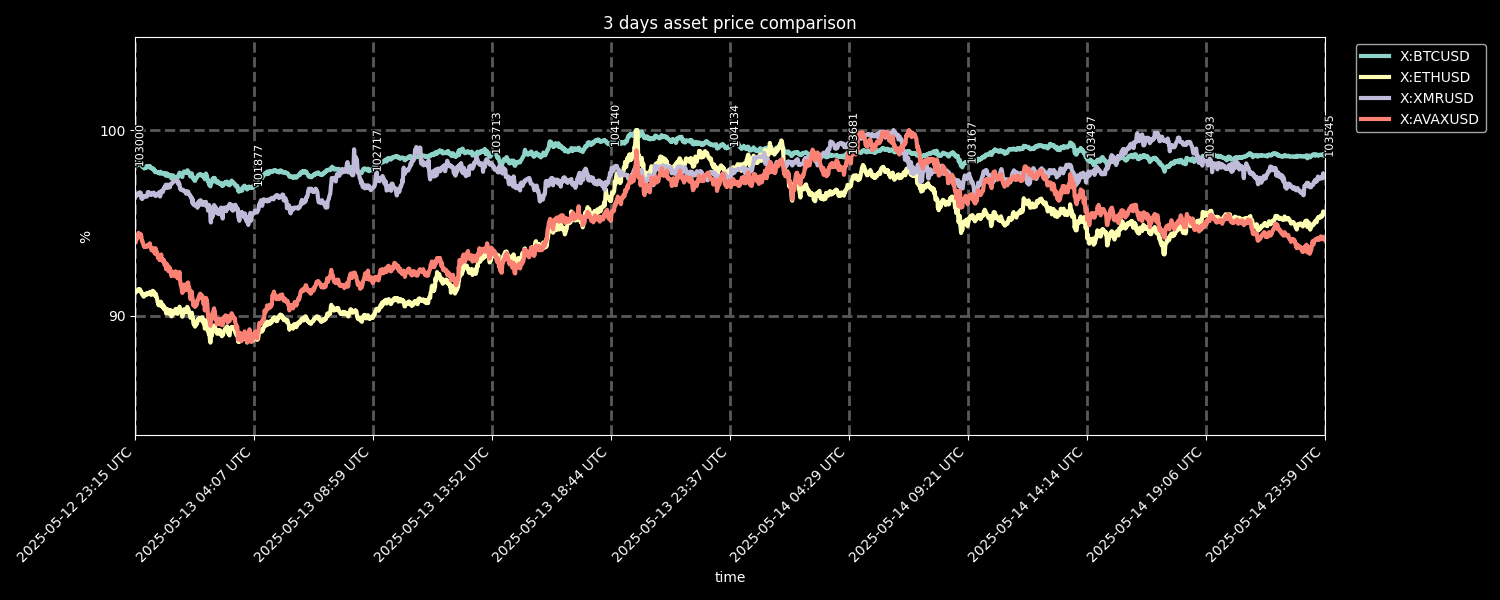 3 days asset price comparison
X:BTCUSD
X:ETHUSD
X:XMRUSD
X:AVAXUSD
100
90
%
103000
101877
102717
103713
104140
104134
103681
103167
103497
103493
103545
2025-05-12 23:15 UTC
2025-05-13 04:07 UTC
2025-05-13 08:59 UTC
2025-05-13 13:52 UTC
2025-05-13 18:44 UTC
2025-05-13 23:37 UTC
2025-05-14 04:29 UTC
2025-05-14 09:21 UTC
2025-05-14 14:14 UTC
2025-05-14 19:06 UTC
2025-05-14 23:59 UTC
time